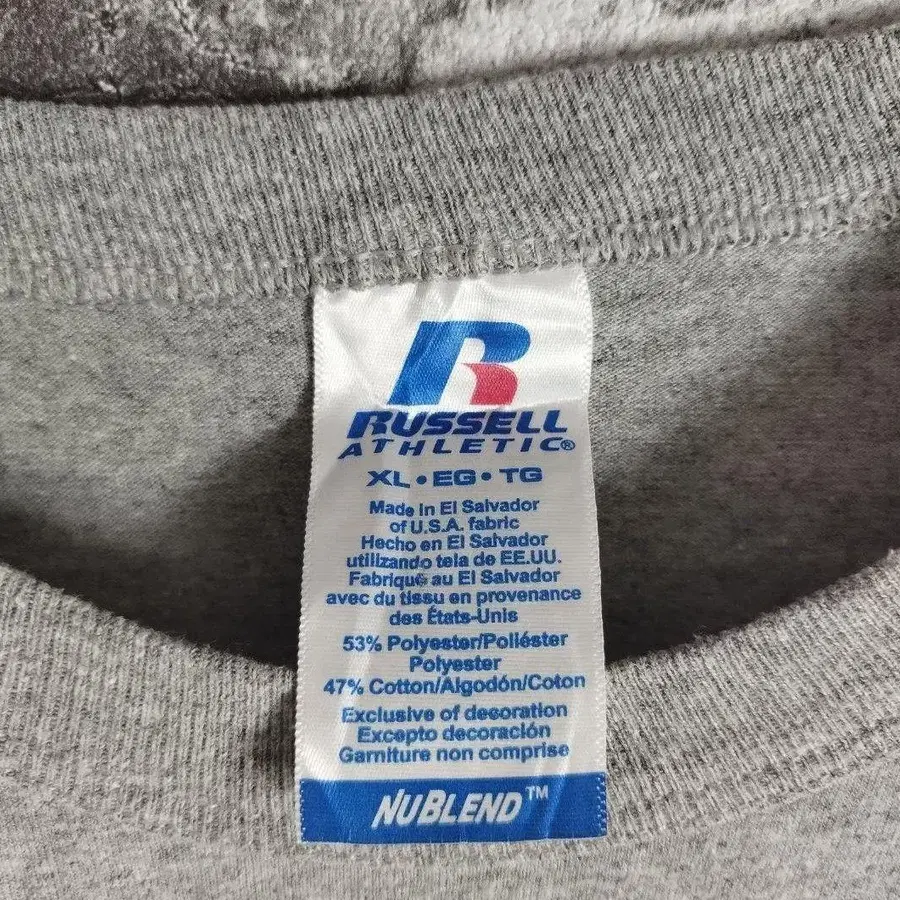 R
RUSSELL
ATHLETIC®
XL • EG • TG
Made in El Salvador
of U.S.A. fabric
Hecho en El Salvador
utilizando tela de EE.UU.
Fabriqué au El Salvador
avec du tissu en provenance
des États-Unis
53% Polyester/Poliéster
Polyester
47% Cotton/Algodón/Coton
Exclusive of decoration
Excepto decoración
Garniture non comprise
NUBLEND™